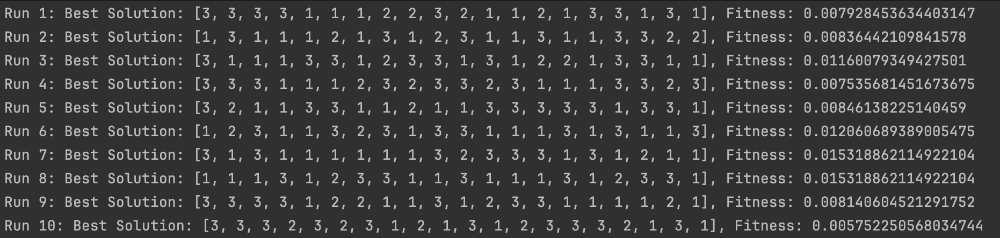 Run 1: Best Solution: [3, 3, 3, 3, 1, 1, 1, 2, 2, 3, 2, 1, 1, 2, 1, 3, 3, 1, 3, 1], Fitness: 0.007928453634403147
Run 2: Best Solution: [1, 3, 1, 1, 1, 2, 1, 3, 1, 2, 3, 1, 1, 3, 1, 1, 3, 3, 2, 2], Fitness: 0.00836442109841578
Run 3: Best Solution: [3, 1, 1, 1, 3, 3, 1, 2, 3, 3, 1, 3, 1, 2, 2, 1, 3, 3, 1, 1], Fitness: 0.01160079349427501
Run 4: Best Solution: [3, 3, 3, 1, 1, 1, 2, 3, 2, 3, 3, 2, 3, 1, 1, 1, 3, 3, 2, 3], Fitness: 0.007535681451673675
Run 5: Best Solution: [3, 2, 1, 1, 3, 3, 1, 1, 2, 1, 1, 3, 3, 3, 3, 3, 1, 3, 3, 1], Fitness: 0.00846138225140459
Run 6: Best Solution: [1, 2, 3, 1, 1, 3, 2, 3, 1, 3, 3, 1, 1, 1, 3, 1, 3, 1, 1, 3], Fitness: 0.012060689389005475
Run 7: Best Solution: [3, 1, 3, 1, 1, 1, 1, 1, 1, 3, 2, 3, 3, 3, 1, 3, 1, 2, 1, 1], Fitness: 0.015318862114922104
Run 8: Best Solution: [1, 1, 1, 3, 1, 2, 3, 3, 1, 1, 3, 1, 1, 1, 3, 1, 2, 3, 3, 1], Fitness: 0.015318862114922104
Run 9: Best Solution: [3, 3, 3, 3, 1, 2, 2, 1, 1, 3, 1, 2, 3, 3, 1, 1, 1, 1, 2, 1], Fitness: 0.008140604521291752
Run 10: Best Solution: [3, 3, 3, 2, 3, 2, 3, 1, 2, 1, 3, 1, 2, 3, 3, 3, 2, 1, 3, 1], Fitness: 0.005752250568034744